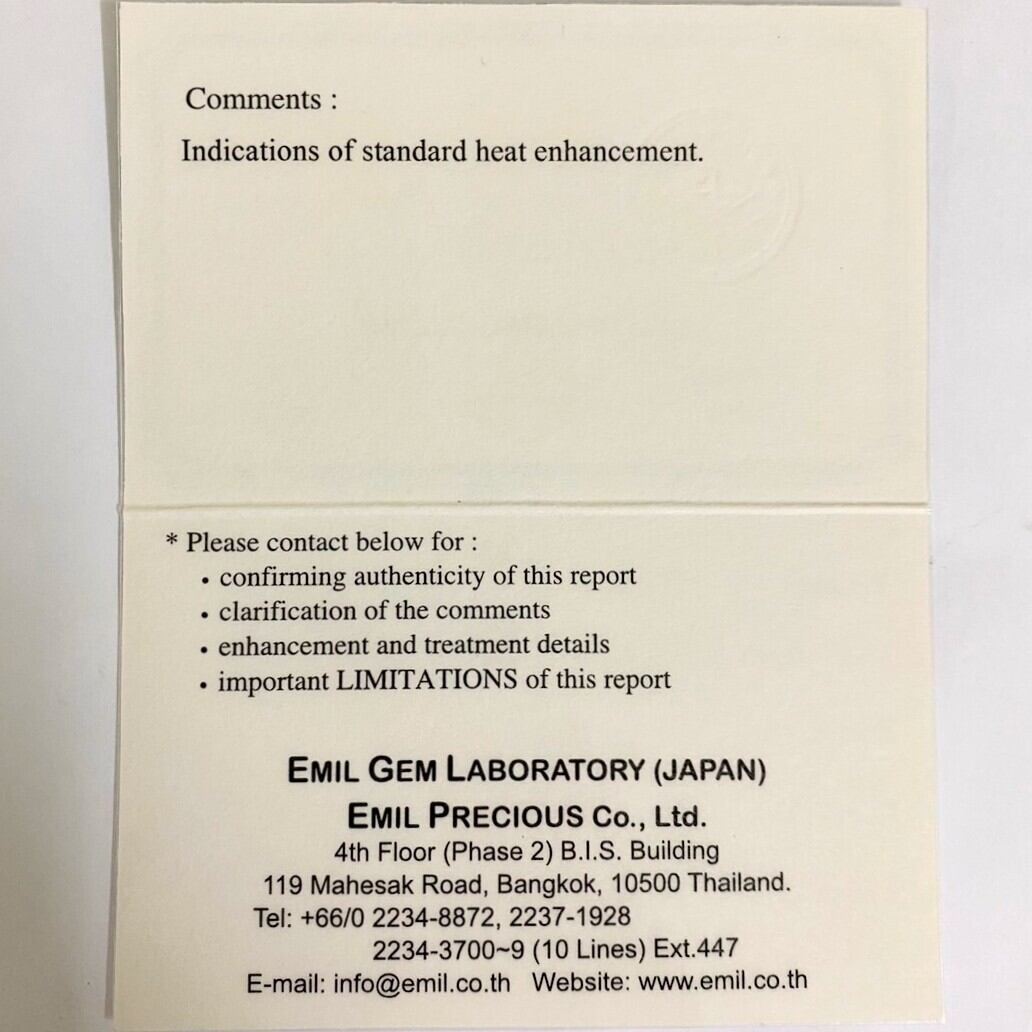 Comments :
Indications of standard heat enhancement.
* Please contact below for :
• confirming authenticity of this report
• clarification of the comments
• enhancement and treatment details
• important LIMITATIONS of this report
EMIL GEM LABORATORY (JAPAN)
EMIL PRECIOUS Co., Ltd.
4th Floor (Phase 2) B.I.S. Building
119 Mahesak Road, Bangkok, 10500 Thailand.
Tel: +66/0 2234-8872, 2237-1928
2234-3700~9 (10 Lines) Ext.447
E-mail: info@emil.co.th Website: www.emil.co.th